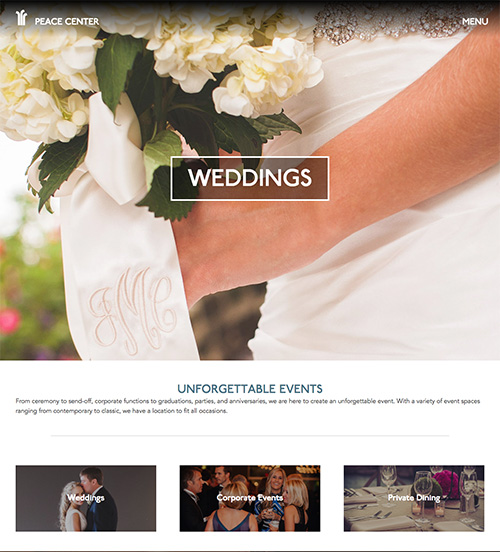 PEACE CENTER
MENU
WEDDINGS
JMC
UNFORGETTABLE EVENTS
From ceremony to send-off, corporate functions to graduations, parties, and anniversaries, we are here to create an unforgettable event. With a variety of event spaces
ranging from contemporary to classic, we have a location to fit all occasions.
Weddings
Corporate Events
Private Dining